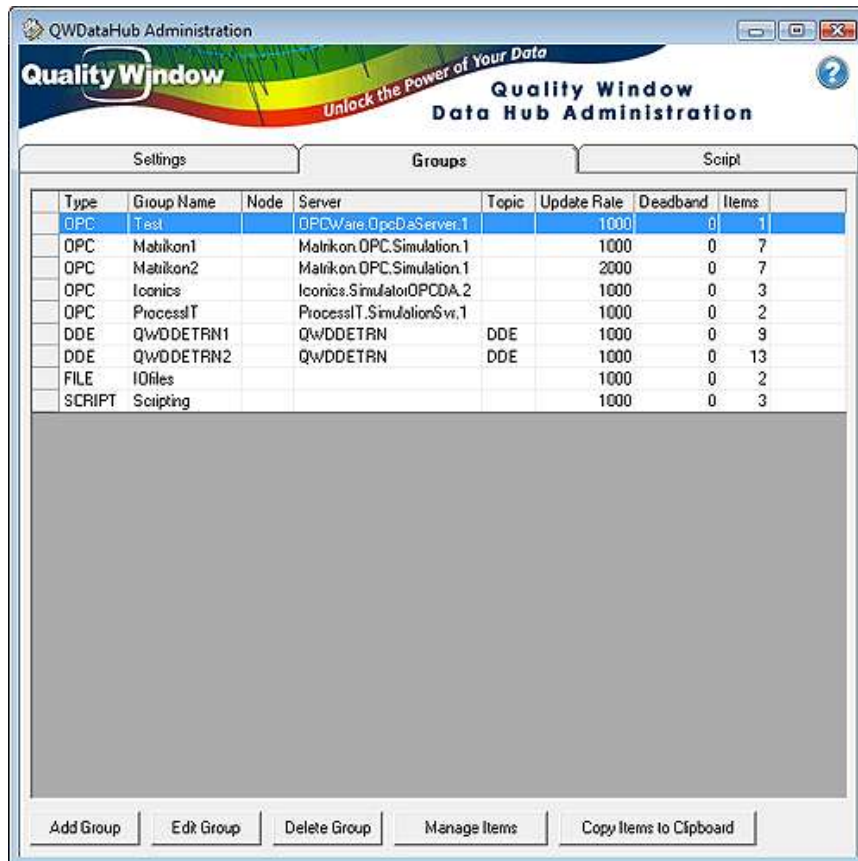 QWDataHub Administration
Quality Window
Unlock the Power of Your Data
Quality Window
Data Hub Administration
Settings Groups Script
Type Group Name Node Server Topic Update Rate Deadband Items
OPC Test OPCWare.OpcDaServer.1 1000 0 1
OPC Matrikon1 Matrikon.OPC.Simulation.1 1000 0 7
OPC Matrikon2 Matrikon.OPC.Simulation.1 2000 0 7
OPC Iconics Iconics.SimulatorOPCDA.2 1000 0 3
OPC ProcessIT ProcessIT.SimulationSvr.1 1000 0 2
DDE QWDDETRN1 QWDDETRN DDE 1000 0 9
DDE QWDDETRN2 QWDDETRN DDE 1000 0 13
FILE IOfiles 1000 0 2
SCRIPT Scripting 1000 0 3
Add Group Edit Group Delete Group Manage Items Copy Items to Clipboard